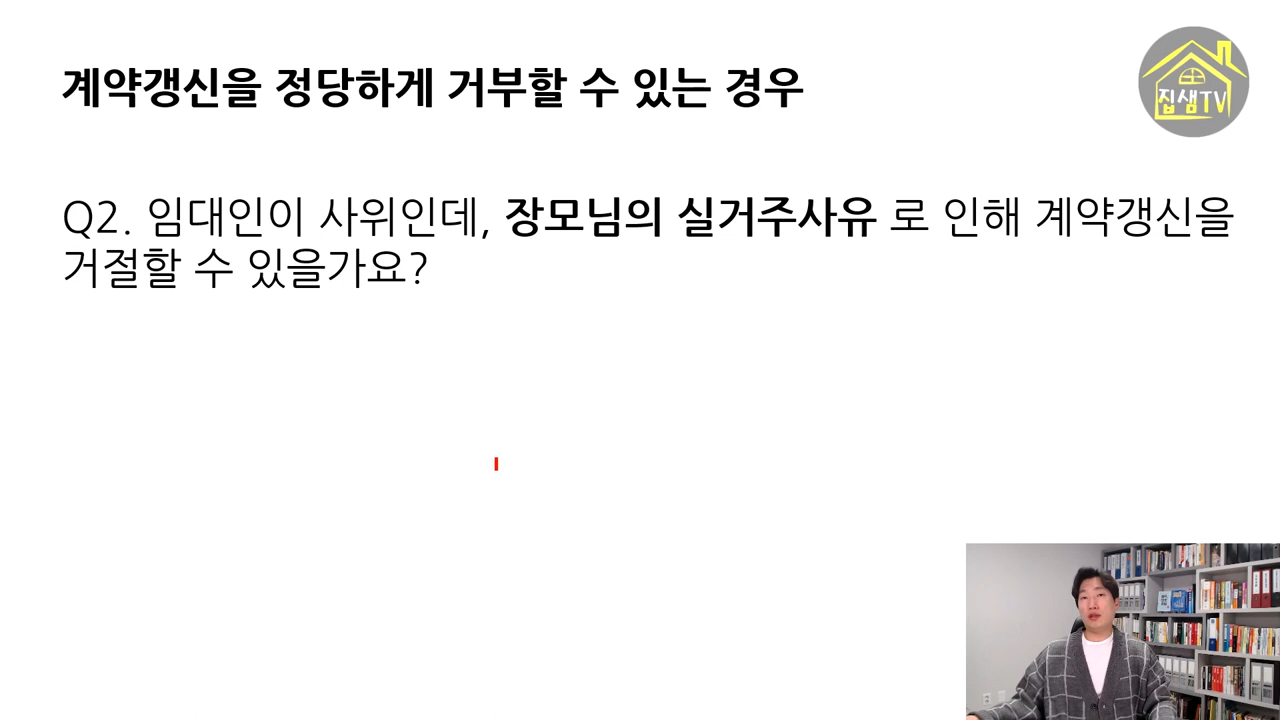 계약갱신을 정당하게 거부할 수 있는 경우
집샘TV
Q2. 임대인이 사위인데, 장모님의 실거주사유 로 인해 계약갱신을
거절할 수 있을가요?